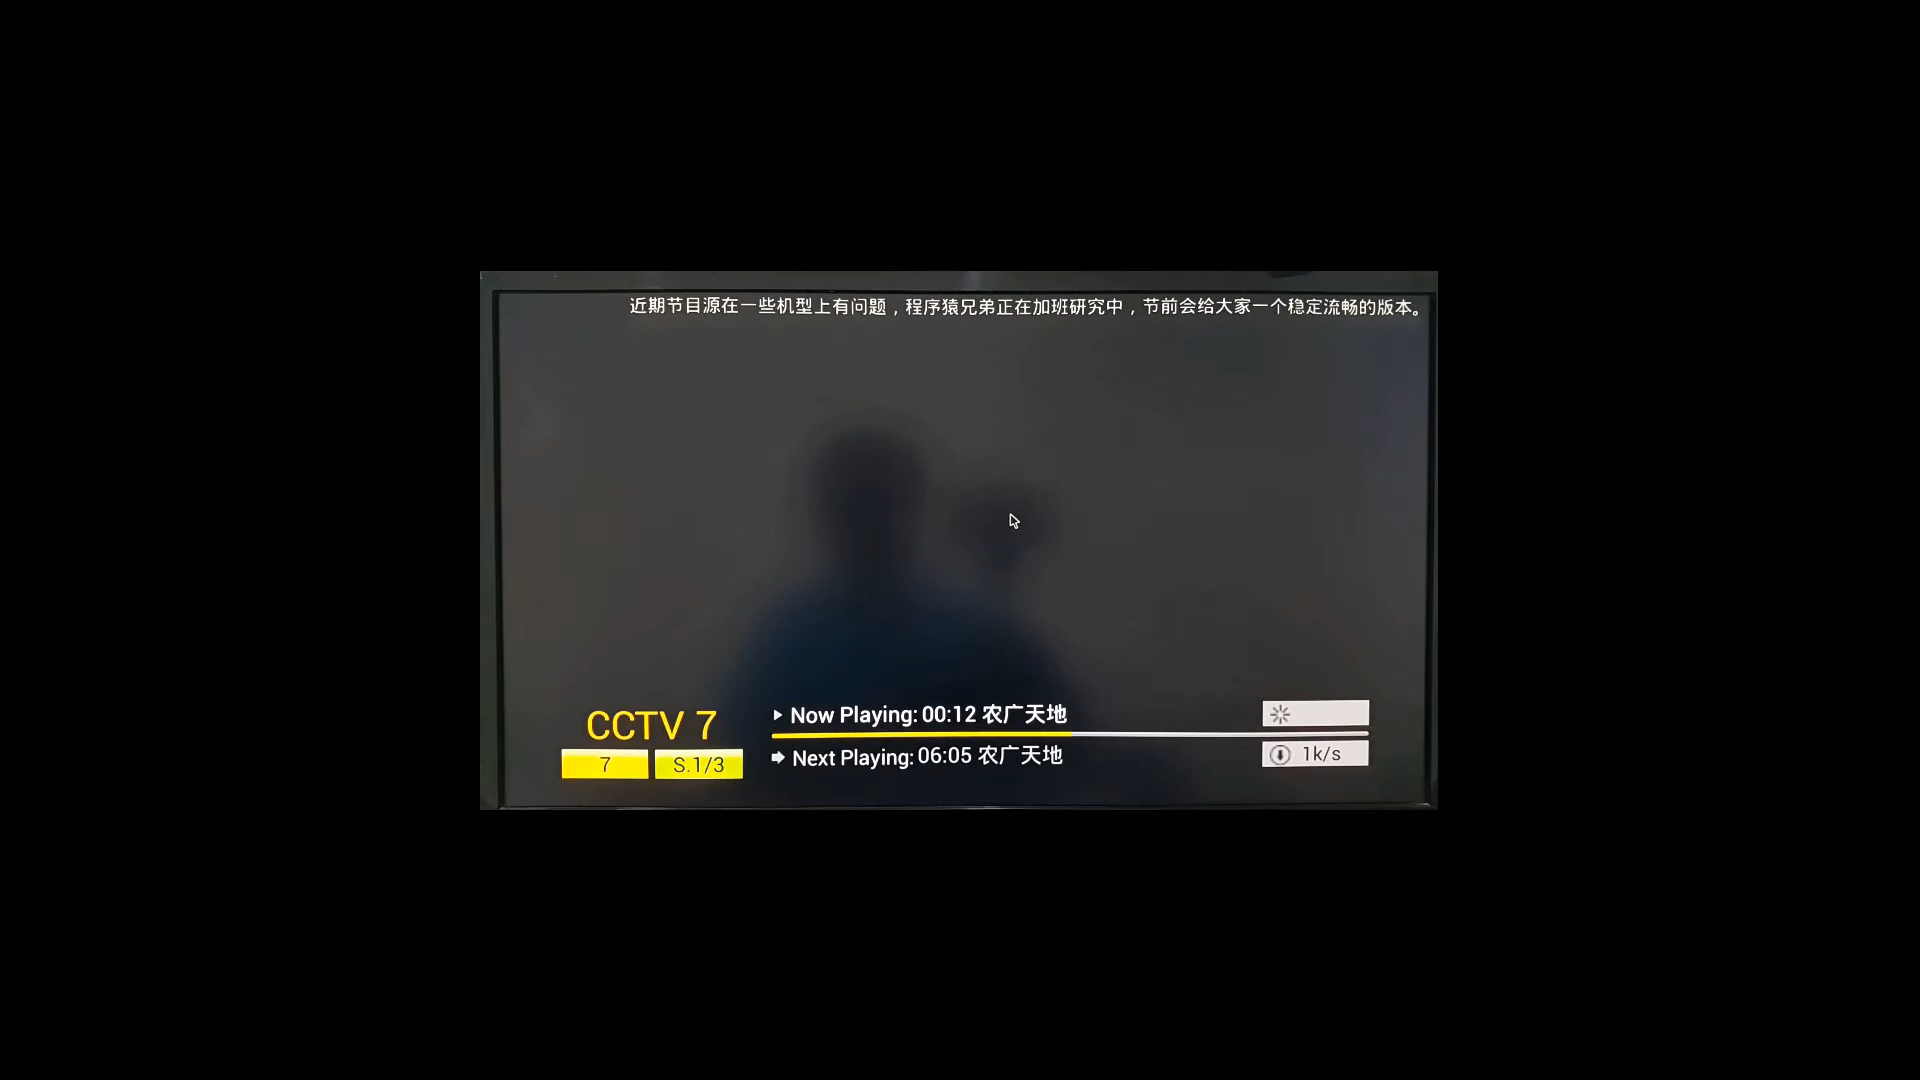 近期节目源在一些机型上有问题，程序猿兄弟正在加班研究中，节前会给大家一个稳定流畅的版本。
CCTV 7
7 S.1/3
Now Playing: 00:12 农广天地
Next Playing: 06:05 农广天地
1k/s